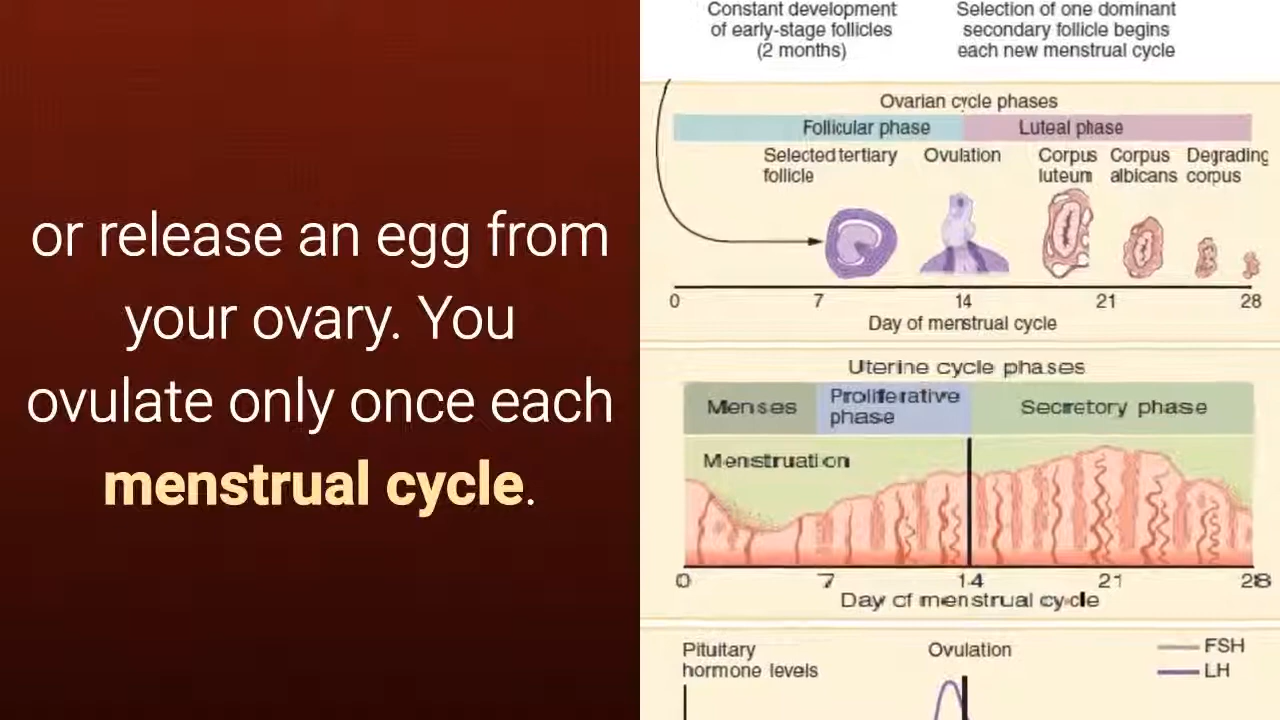 or release an egg from
your ovary. You
ovulate only once each
menstrual cycle.
Constant development
of early-stage follicles
(2 months)
Selection of one dominant
secondary follicle begins
each new menstrual cycle
Ovarian cycle phases
Follicular phase
Luteal phase
Selected tertiary
follicle
Ovulation
Corpus
luteum
Corpus
albicans
Degrading
corpus
0 7 14 21 28
Day of menstrual cycle
Uterine cycle phases
Menses
Proliferative
phase
Secretory phase
Menstruation
0 7 14 21 28
Day of menstrual cycle
Pituitary
hormone levels
Ovulation
FSH
LH